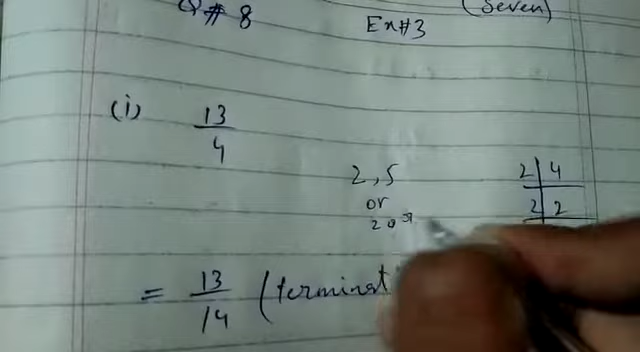 Q # 8 Ex#3 (Seven)
(i) 13/4
2, 5
or
2 | 4
2 | 2
= 13/14 (terminat